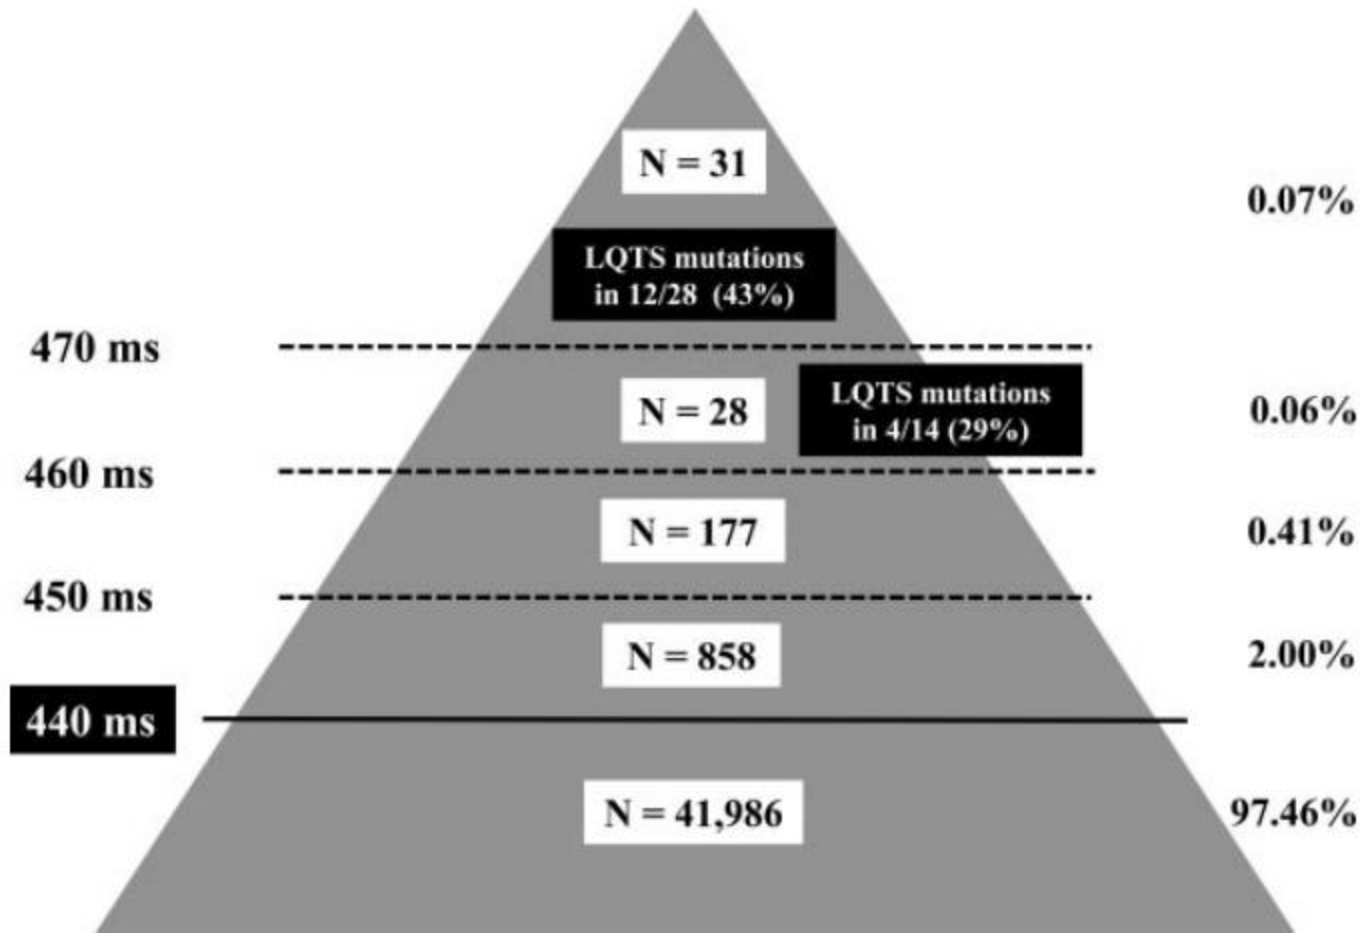 N = 31
0.07%
LQTS mutations
in 12/28 (43%)
470 ms
N = 28
LQTS mutations
in 4/14 (29%)
0.06%
460 ms
N = 177
0.41%
450 ms
N = 858
2.00%
440 ms
N = 41,986
97.46%